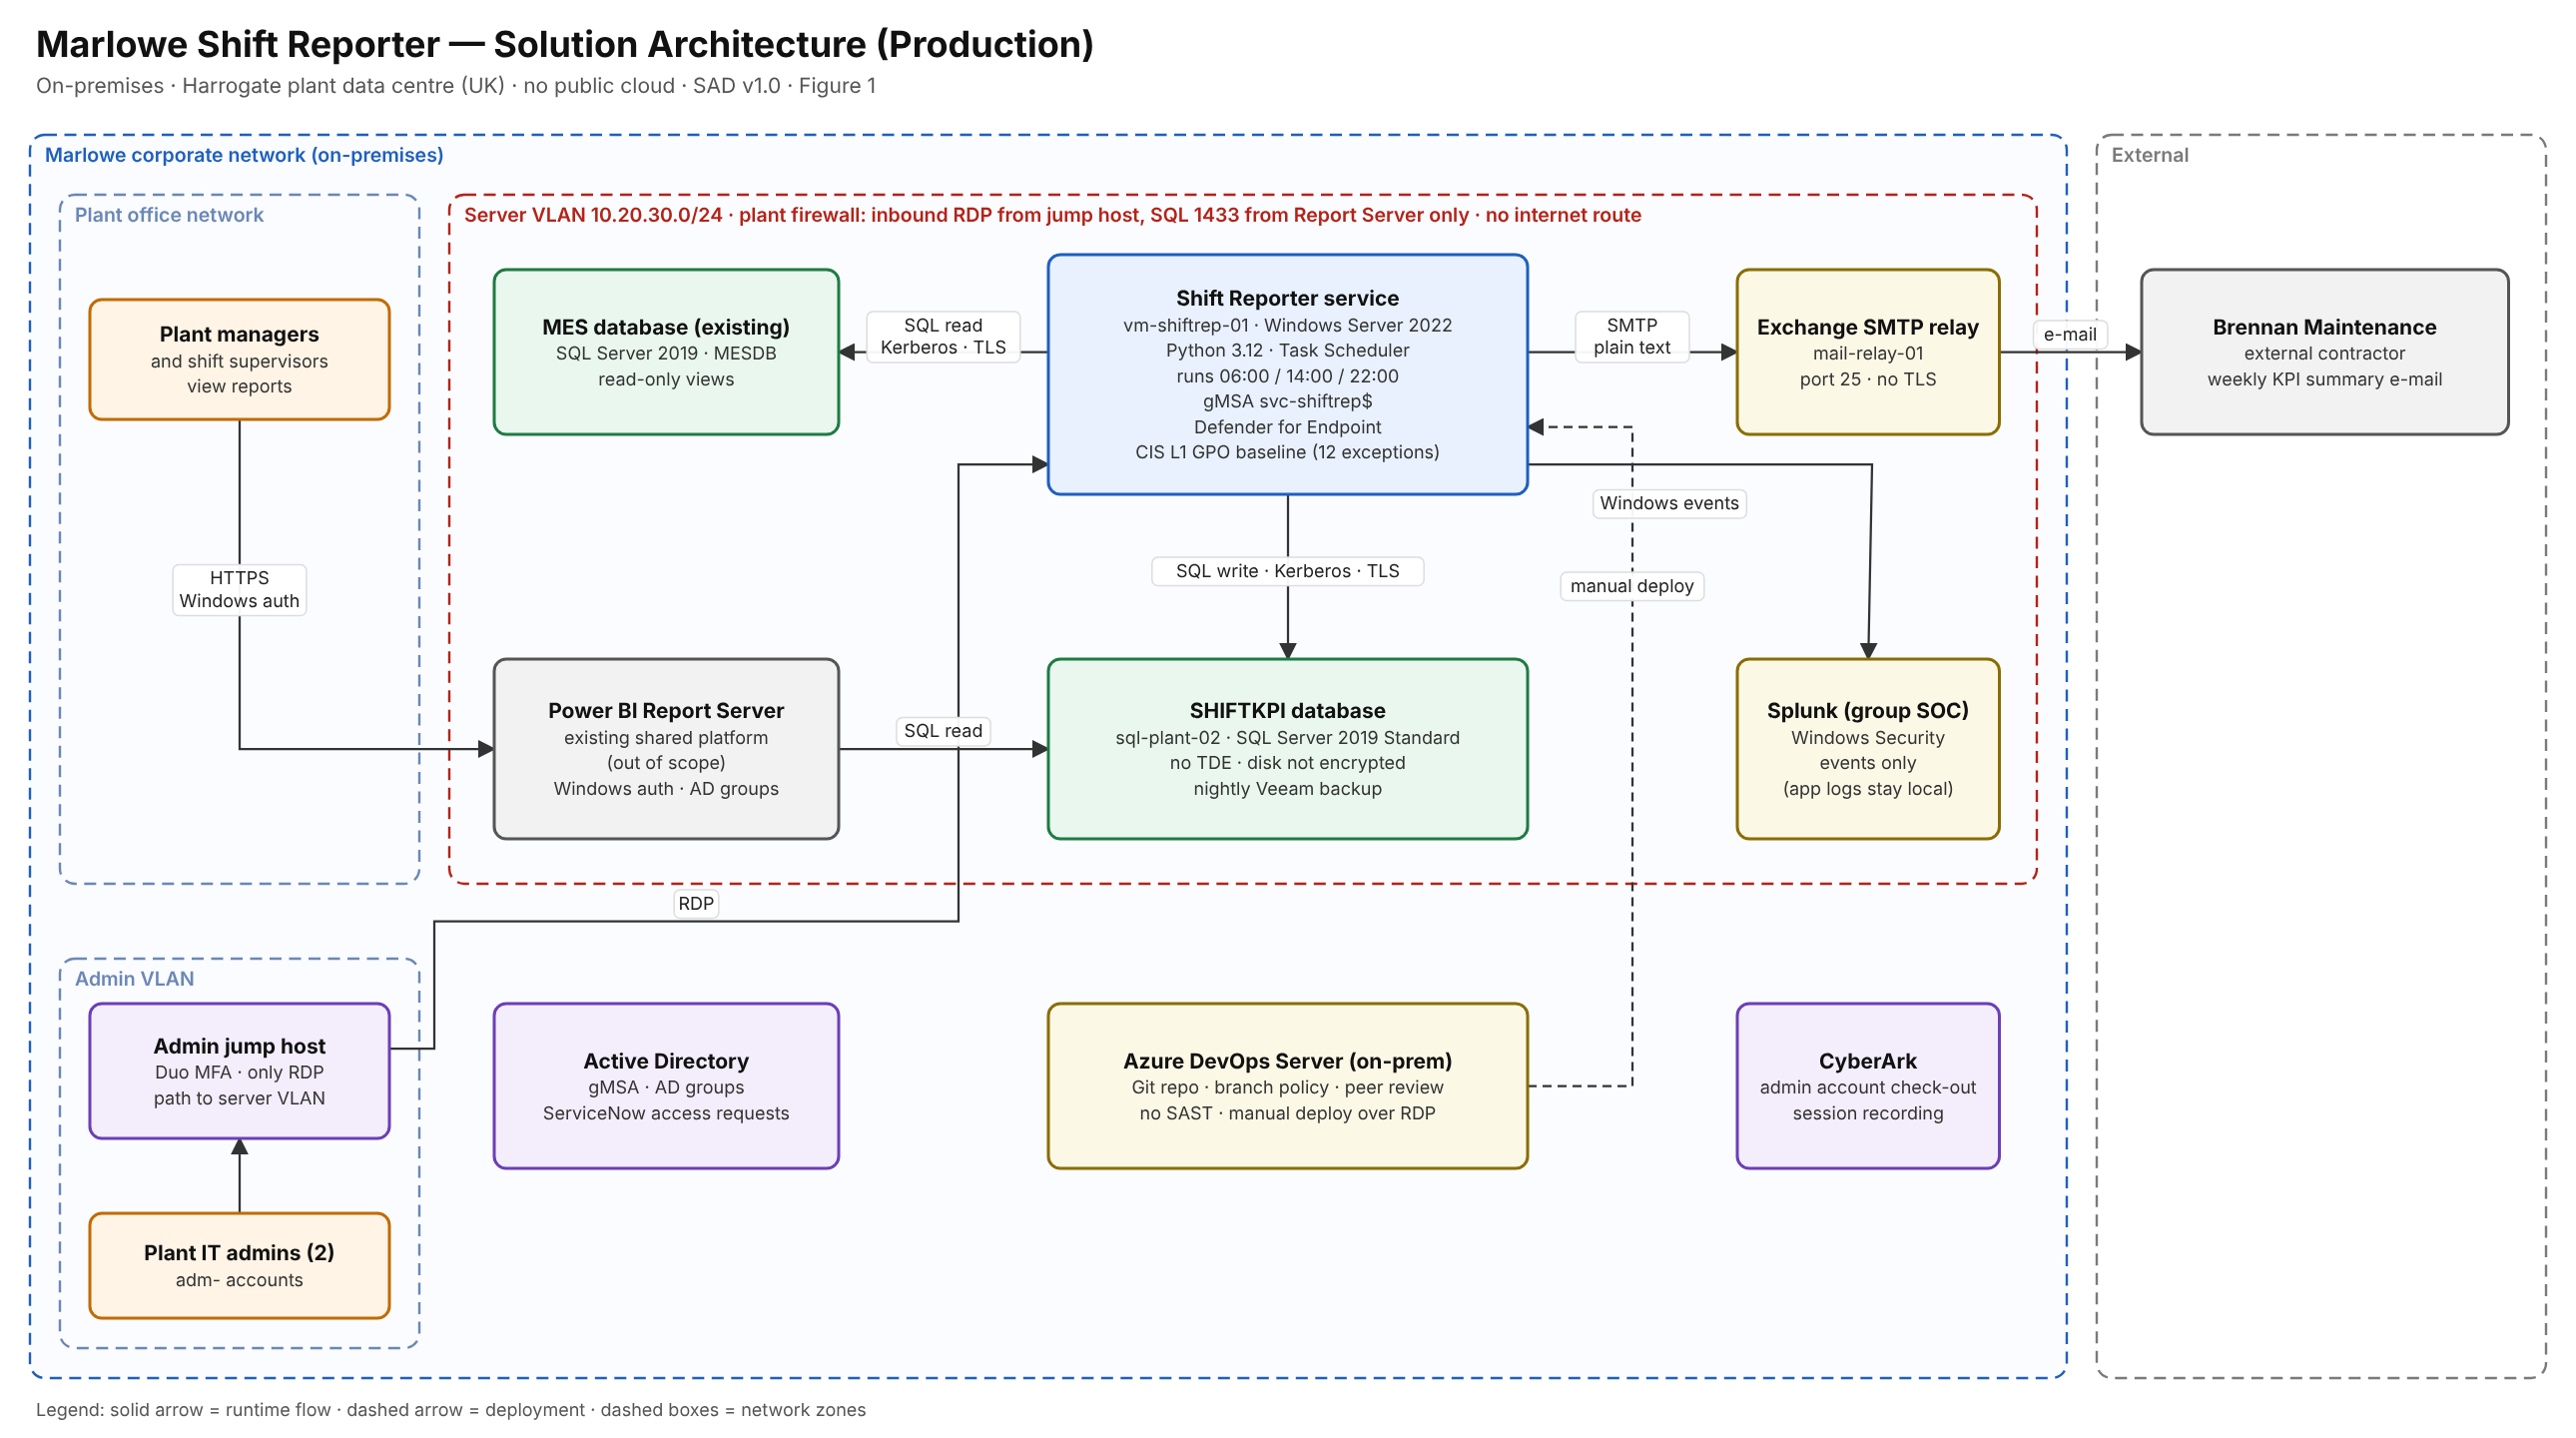 Marlowe Shift Reporter — Solution Architecture (Production)
On-premises · Harrogate plant data centre (UK) · no public cloud · SAD v1.0 · Figure 1
Marlowe corporate network (on-premises)
External
Plant office network
Server VLAN 10.20.30.0/24 · plant firewall: inbound RDP from jump host, SQL 1433 from Report Server only · no internet route
Plant managers
and shift supervisors
view reports
MES database (existing)
SQL Server 2019 · MESDB
read-only views
SQL read
Kerberos · TLS
Shift Reporter service
vm-shiftrep-01 · Windows Server 2022
Python 3.12 · Task Scheduler
runs 06:00 / 14:00 / 22:00
gMSA svc-shiftrep$
Defender for Endpoint
CIS L1 GPO baseline (12 exceptions)
SMTP
plain text
Exchange SMTP relay
mail-relay-01
port 25 · no TLS
e-mail
Brennan Maintenance
external contractor
weekly KPI summary e-mail
Windows events
HTTPS
Windows auth
SQL write · Kerberos · TLS
manual deploy
Power BI Report Server
existing shared platform
(out of scope)
Windows auth · AD groups
SQL read
SHIFTKPI database
sql-plant-02 · SQL Server 2019 Standard
no TDE · disk not encrypted
nightly Veeam backup
Splunk (group SOC)
Windows Security
events only
(app logs stay local)
RDP
Admin VLAN
Admin jump host
Duo MFA · only RDP
path to server VLAN
Active Directory
gMSA · AD groups
ServiceNow access requests
Azure DevOps Server (on-prem)
Git repo · branch policy · peer review
no SAST · manual deploy over RDP
CyberArk
admin account check-out
session recording
Plant IT admins (2)
adm- accounts
Legend: solid arrow = runtime flow · dashed arrow = deployment · dashed boxes = network zones